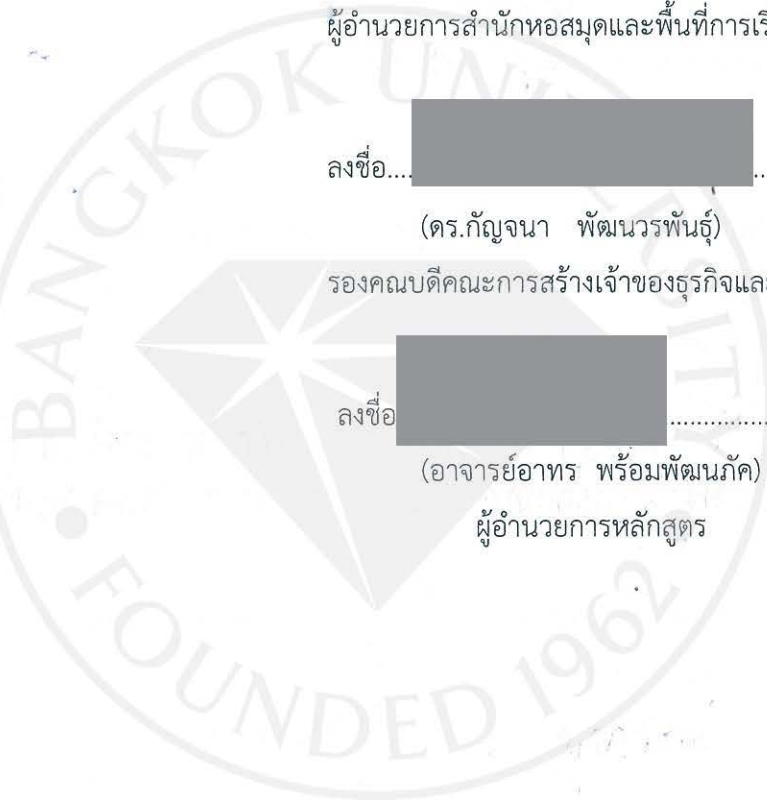 ผู้อำนวยการสำนักหอสมุดและพื้นที่การเรี
ลงชื่อ....
(ดร.กัญจนา พัฒนวรพันธุ์)
รองคณบดีคณะการสร้างเจ้าของธุรกิจและ
ลงชื่อ ..............
(อาจารย์อาทร พร้อมพัฒนภัค)
ผู้อำนวยการหลักสูตร
BANGKOK UNIVERSITY
FOUNDED 1962